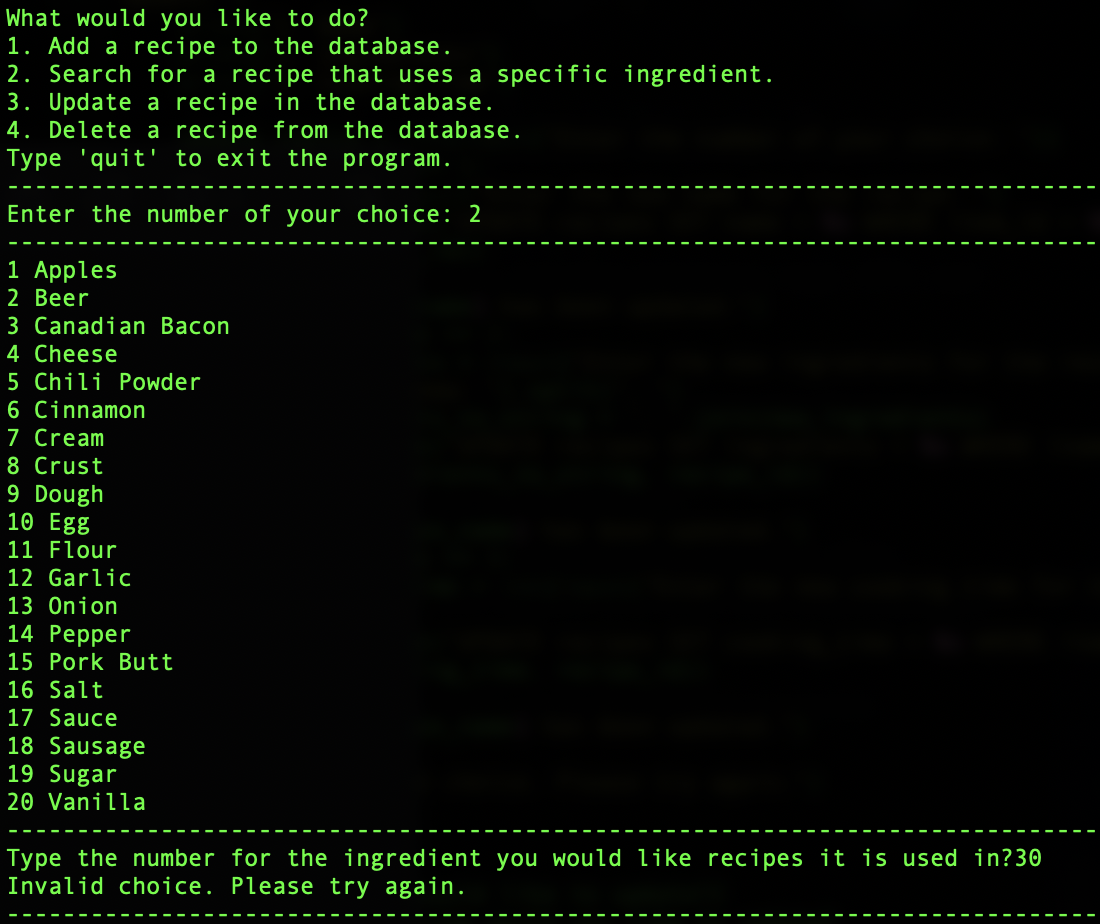 What would you like to do?
1. Add a recipe to the database.
2. Search for a recipe that uses a specific ingredient.
3. Update a recipe in the database.
4. Delete a recipe from the database.
Type 'quit' to exit the program.
------------------------------------------------------------------------------
Enter the number of your choice: 2
------------------------------------------------------------------------------
1 Apples
2 Beer
3 Canadian Bacon
4 Cheese
5 Chili Powder
6 Cinnamon
7 Cream
8 Crust
9 Dough
10 Egg
11 Flour
12 Garlic
13 Onion
14 Pepper
15 Pork Butt
16 Salt
17 Sauce
18 Sausage
19 Sugar
20 Vanilla
------------------------------------------------------------------------------
Type the number for the ingredient you would like recipes it is used in?30
Invalid choice. Please try again.
------------------------------------------------------------------------------